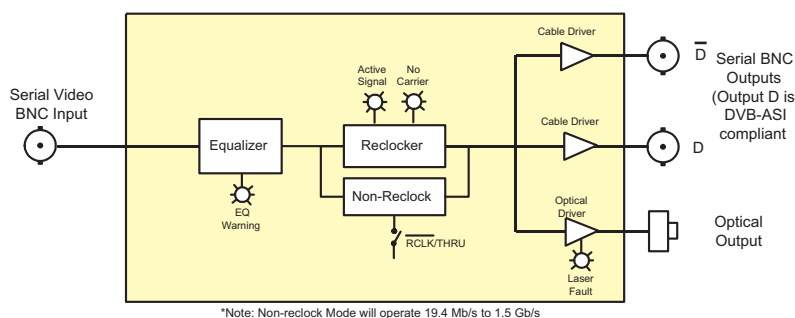 Cable Driver
D
Serial BNC
Outputs
(Output D is
DVB-ASI
compliant
Active
Signal
No
Carrier
Serial Video
BNC Input
Equalizer
Reclocker
Cable Driver
D
Non-Reclock
EQ
Warning
RCLK/THRU
Optical
Driver
Optical
Output
Laser
Fault
*Note: Non-reclock Mode will operate 19.4 Mb/s to 1.5 Gb/s